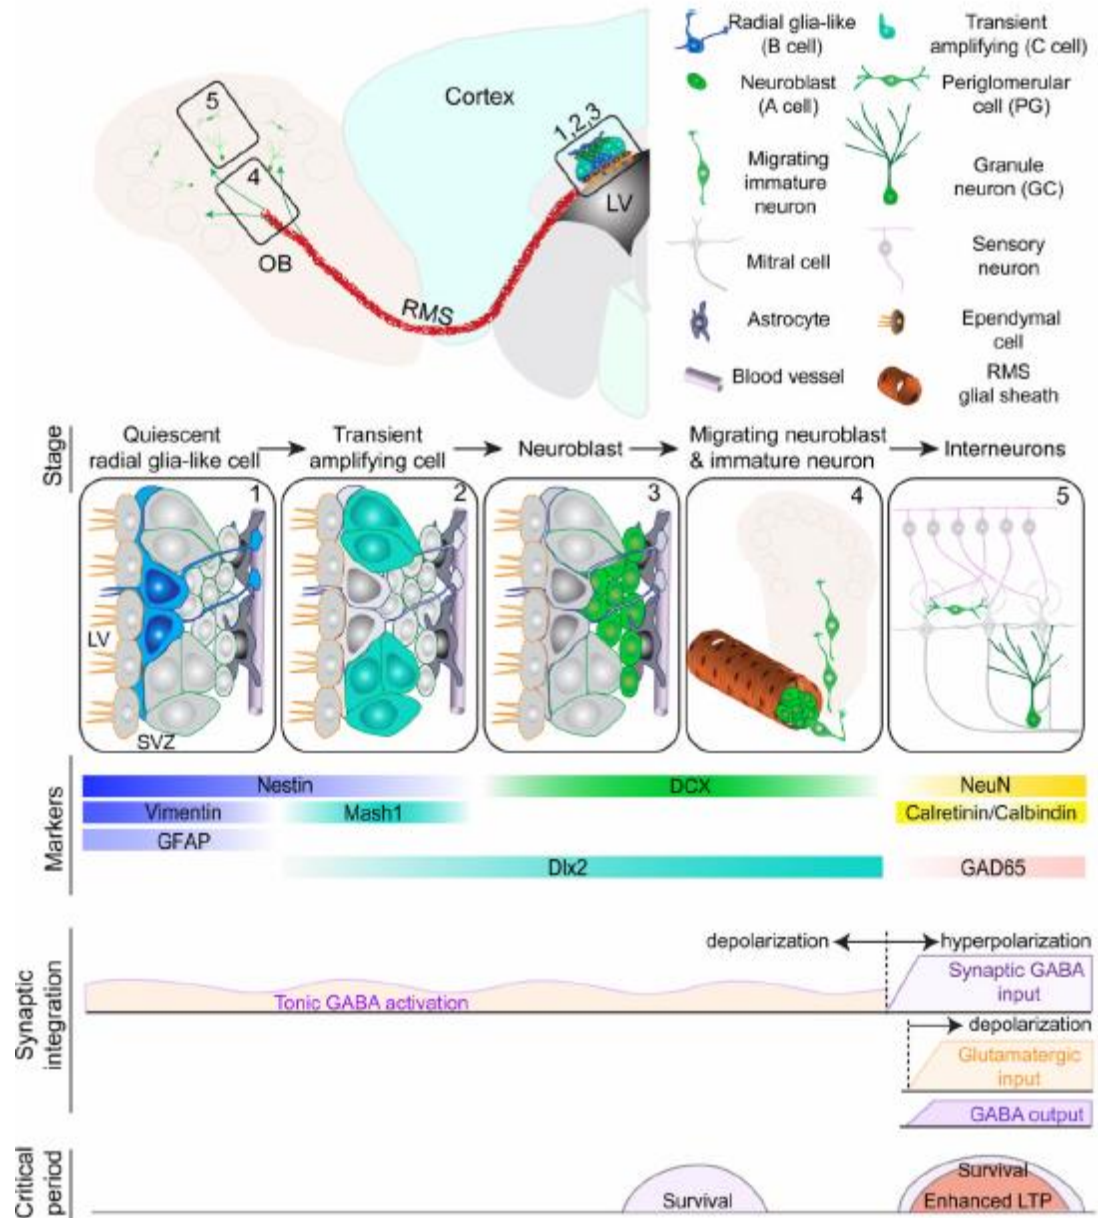 5
4
OB
RMS
Cortex
1,2,3
LV
Radial glia-like
(B cell)
Transient
amplifying (C cell)
Neuroblast
(A cell)
Periglomerular
cell (PG)
Migrating
immature
neuron
Granule
neuron (GC)
Mitral cell
Sensory
neuron
Astrocyte
Ependymal
cell
Blood vessel
RMS
glial sheath
Stage
Quiescent
radial glia-like cell
Transient
amplifying cell
Neuroblast
Migrating neuroblast
& immature neuron
Interneurons
1
2
3
4
5
LV
SVZ
Markers
Nestin
DCX
NeuN
Vimentin
Mash1
Calretinin/Calbindin
GFAP
Dlx2
GAD65
Synaptic
integration
depolarization
hyperpolarization
Tonic GABA activation
Synaptic GABA
input
depolarization
Glutamatergic
input
GABA output
Critical
period
Survival
Survival
Enhanced LTP